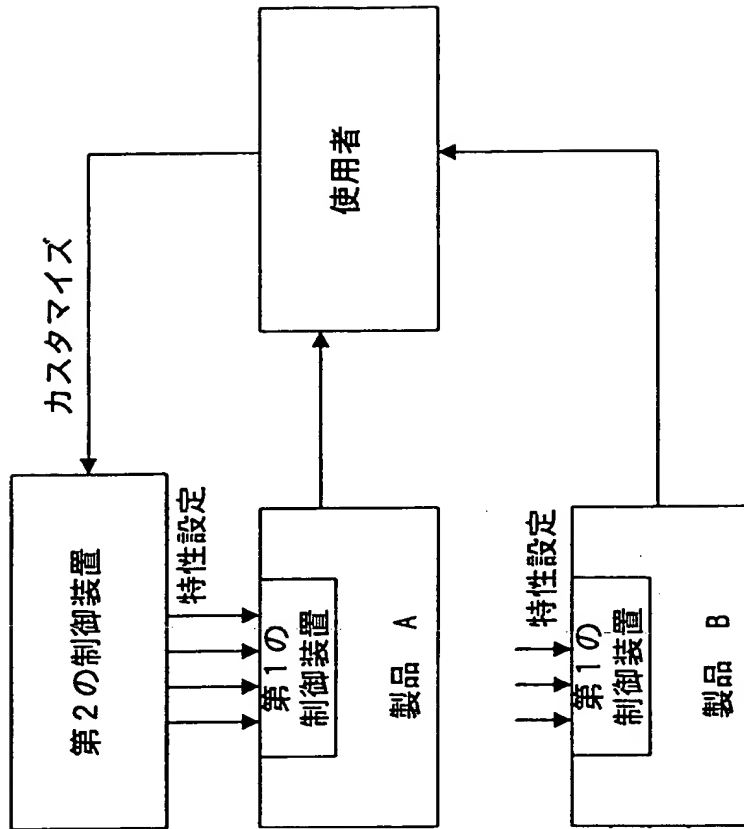 カスタマイズ
使用者
第2の制御装置
特性設定
第1の
制御装置
製品 A
特性設定
第1の
制御装置
製品 B